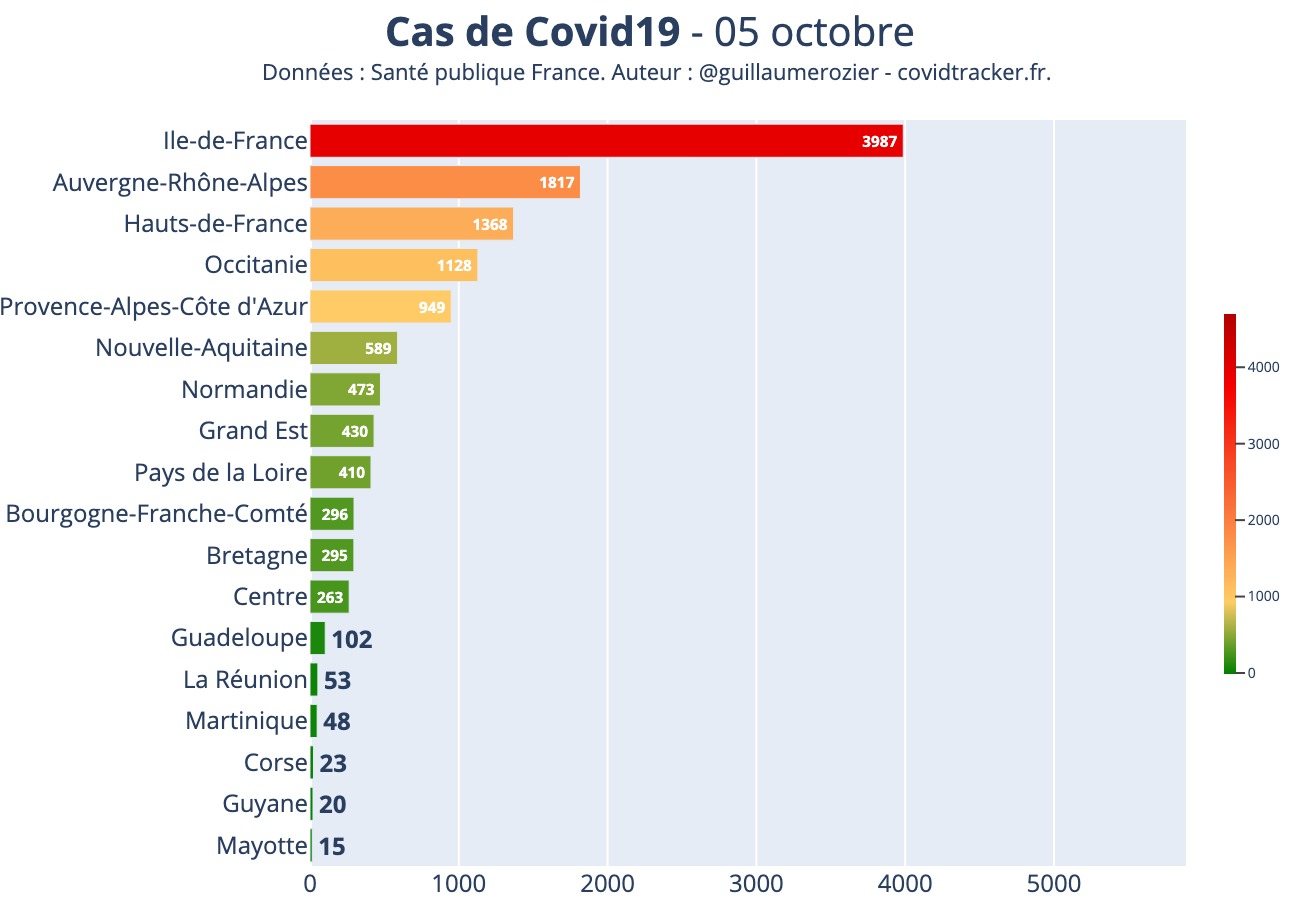 Cas de Covid19 - 05 octobre
Données : Santé publique France. Auteur : @guillaumerozier - covidtracker.fr.
Ile-de-France 3987
Auvergne-Rhône-Alpes 1817
Hauts-de-France 1368
Occitanie 1128
Provence-Alpes-Côte d'Azur 949
Nouvelle-Aquitaine 589
Normandie 473
Grand Est 430
Pays de la Loire 410
Bourgogne-Franche-Comté 296
Bretagne 295
Centre 263
Guadeloupe 102
La Réunion 53
Martinique 48
Corse 23
Guyane 20
Mayotte 15
0 1000 2000 3000 4000 5000
4000
3000
2000
1000
0